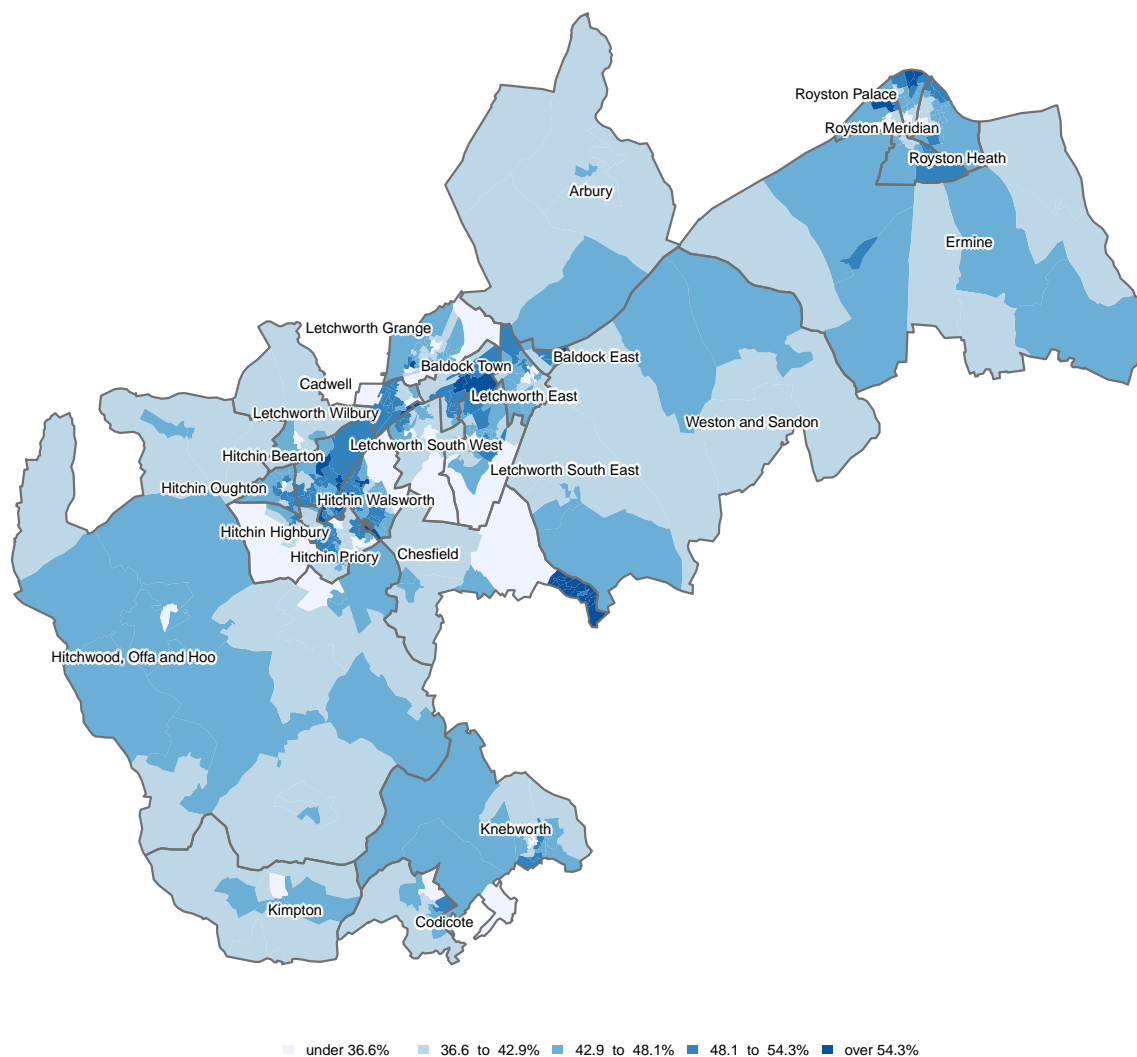 Royston Palace
Royston Meridian
Royston Heath
Arbury
Ermine
Letchworth Grange
Baldock Town
Baldock East
Cadwell
Letchworth East
Letchworth Wilbury
Weston and Sandon
Letchworth South West
Hitchin Bearton
Letchworth South East
Hitchin Oughton
Hitchin Walsworth
Hitchin Highbury
Hitchin Priory
Chesfield
Hitchwood, Offa and Hoo
Knebworth
Kimpton
Codicote
under 36.6% 36.6 to 42.9% 42.9 to 48.1% 48.1 to 54.3% over 54.3%